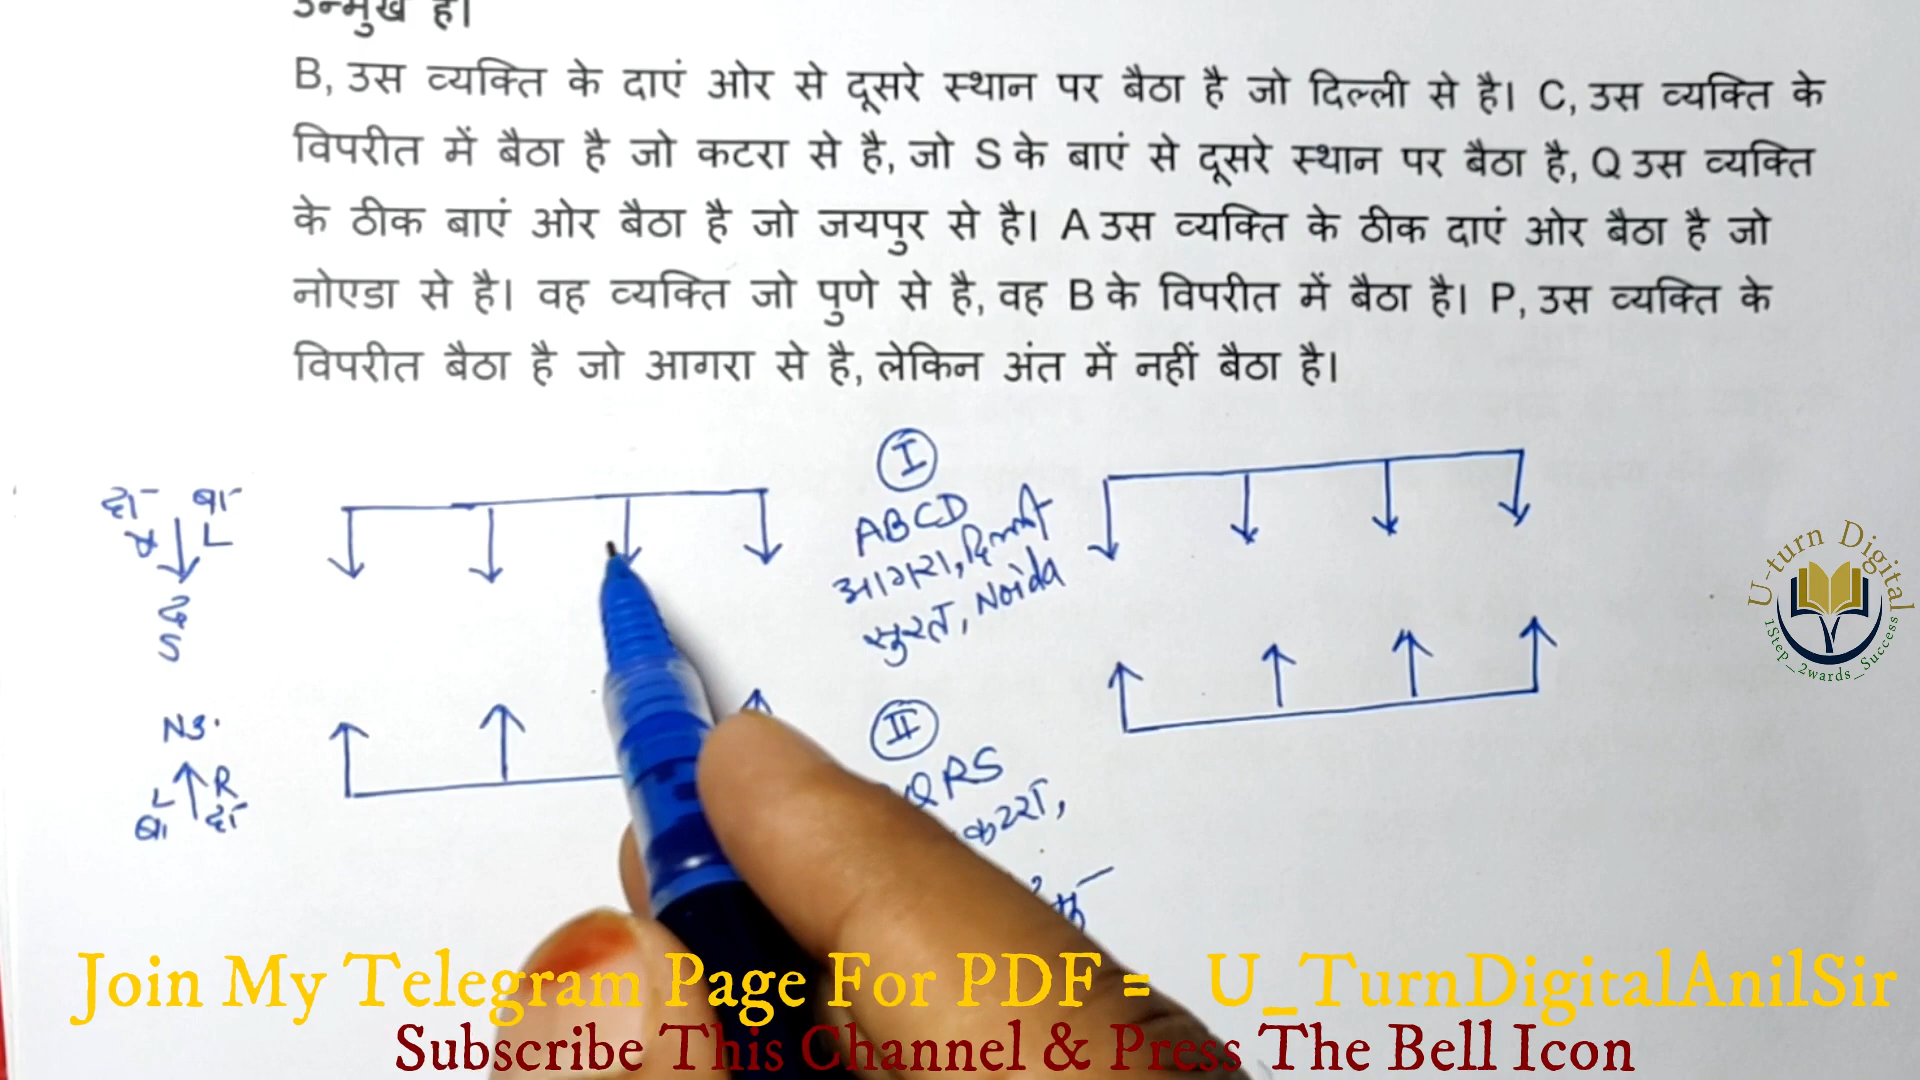 उन्मुख है।
B, उस व्यक्ति के दाएं ओर से दूसरे स्थान पर बैठा है जो दिल्ली से है। C, उस व्यक्ति के
विपरीत में बैठा है जो कटरा से है, जो S के बाएं से दूसरे स्थान पर बैठा है, Q उस व्यक्ति
के ठीक बाएं ओर बैठा है जो जयपुर से है। A उस व्यक्ति के ठीक दाएं ओर बैठा है जो
नोएडा से है। वह व्यक्ति जो पुणे से है, वह B के विपरीत में बैठा है। P, उस व्यक्ति के
विपरीत बैठा है जो आगरा से है, लेकिन अंत में नहीं बैठा है।
दा बा
L
द
S
N उ.
L R
बा दा
I
ABCD
आगरा, दिल्ली
सुरत, Noida
II
QRS
कटरा,
U-turn Digital
1Step_2wards_Success
Join My Telegram Page For PDF = U_TurnDigitalAnilSir
Subscribe This Channel & Press The Bell Icon